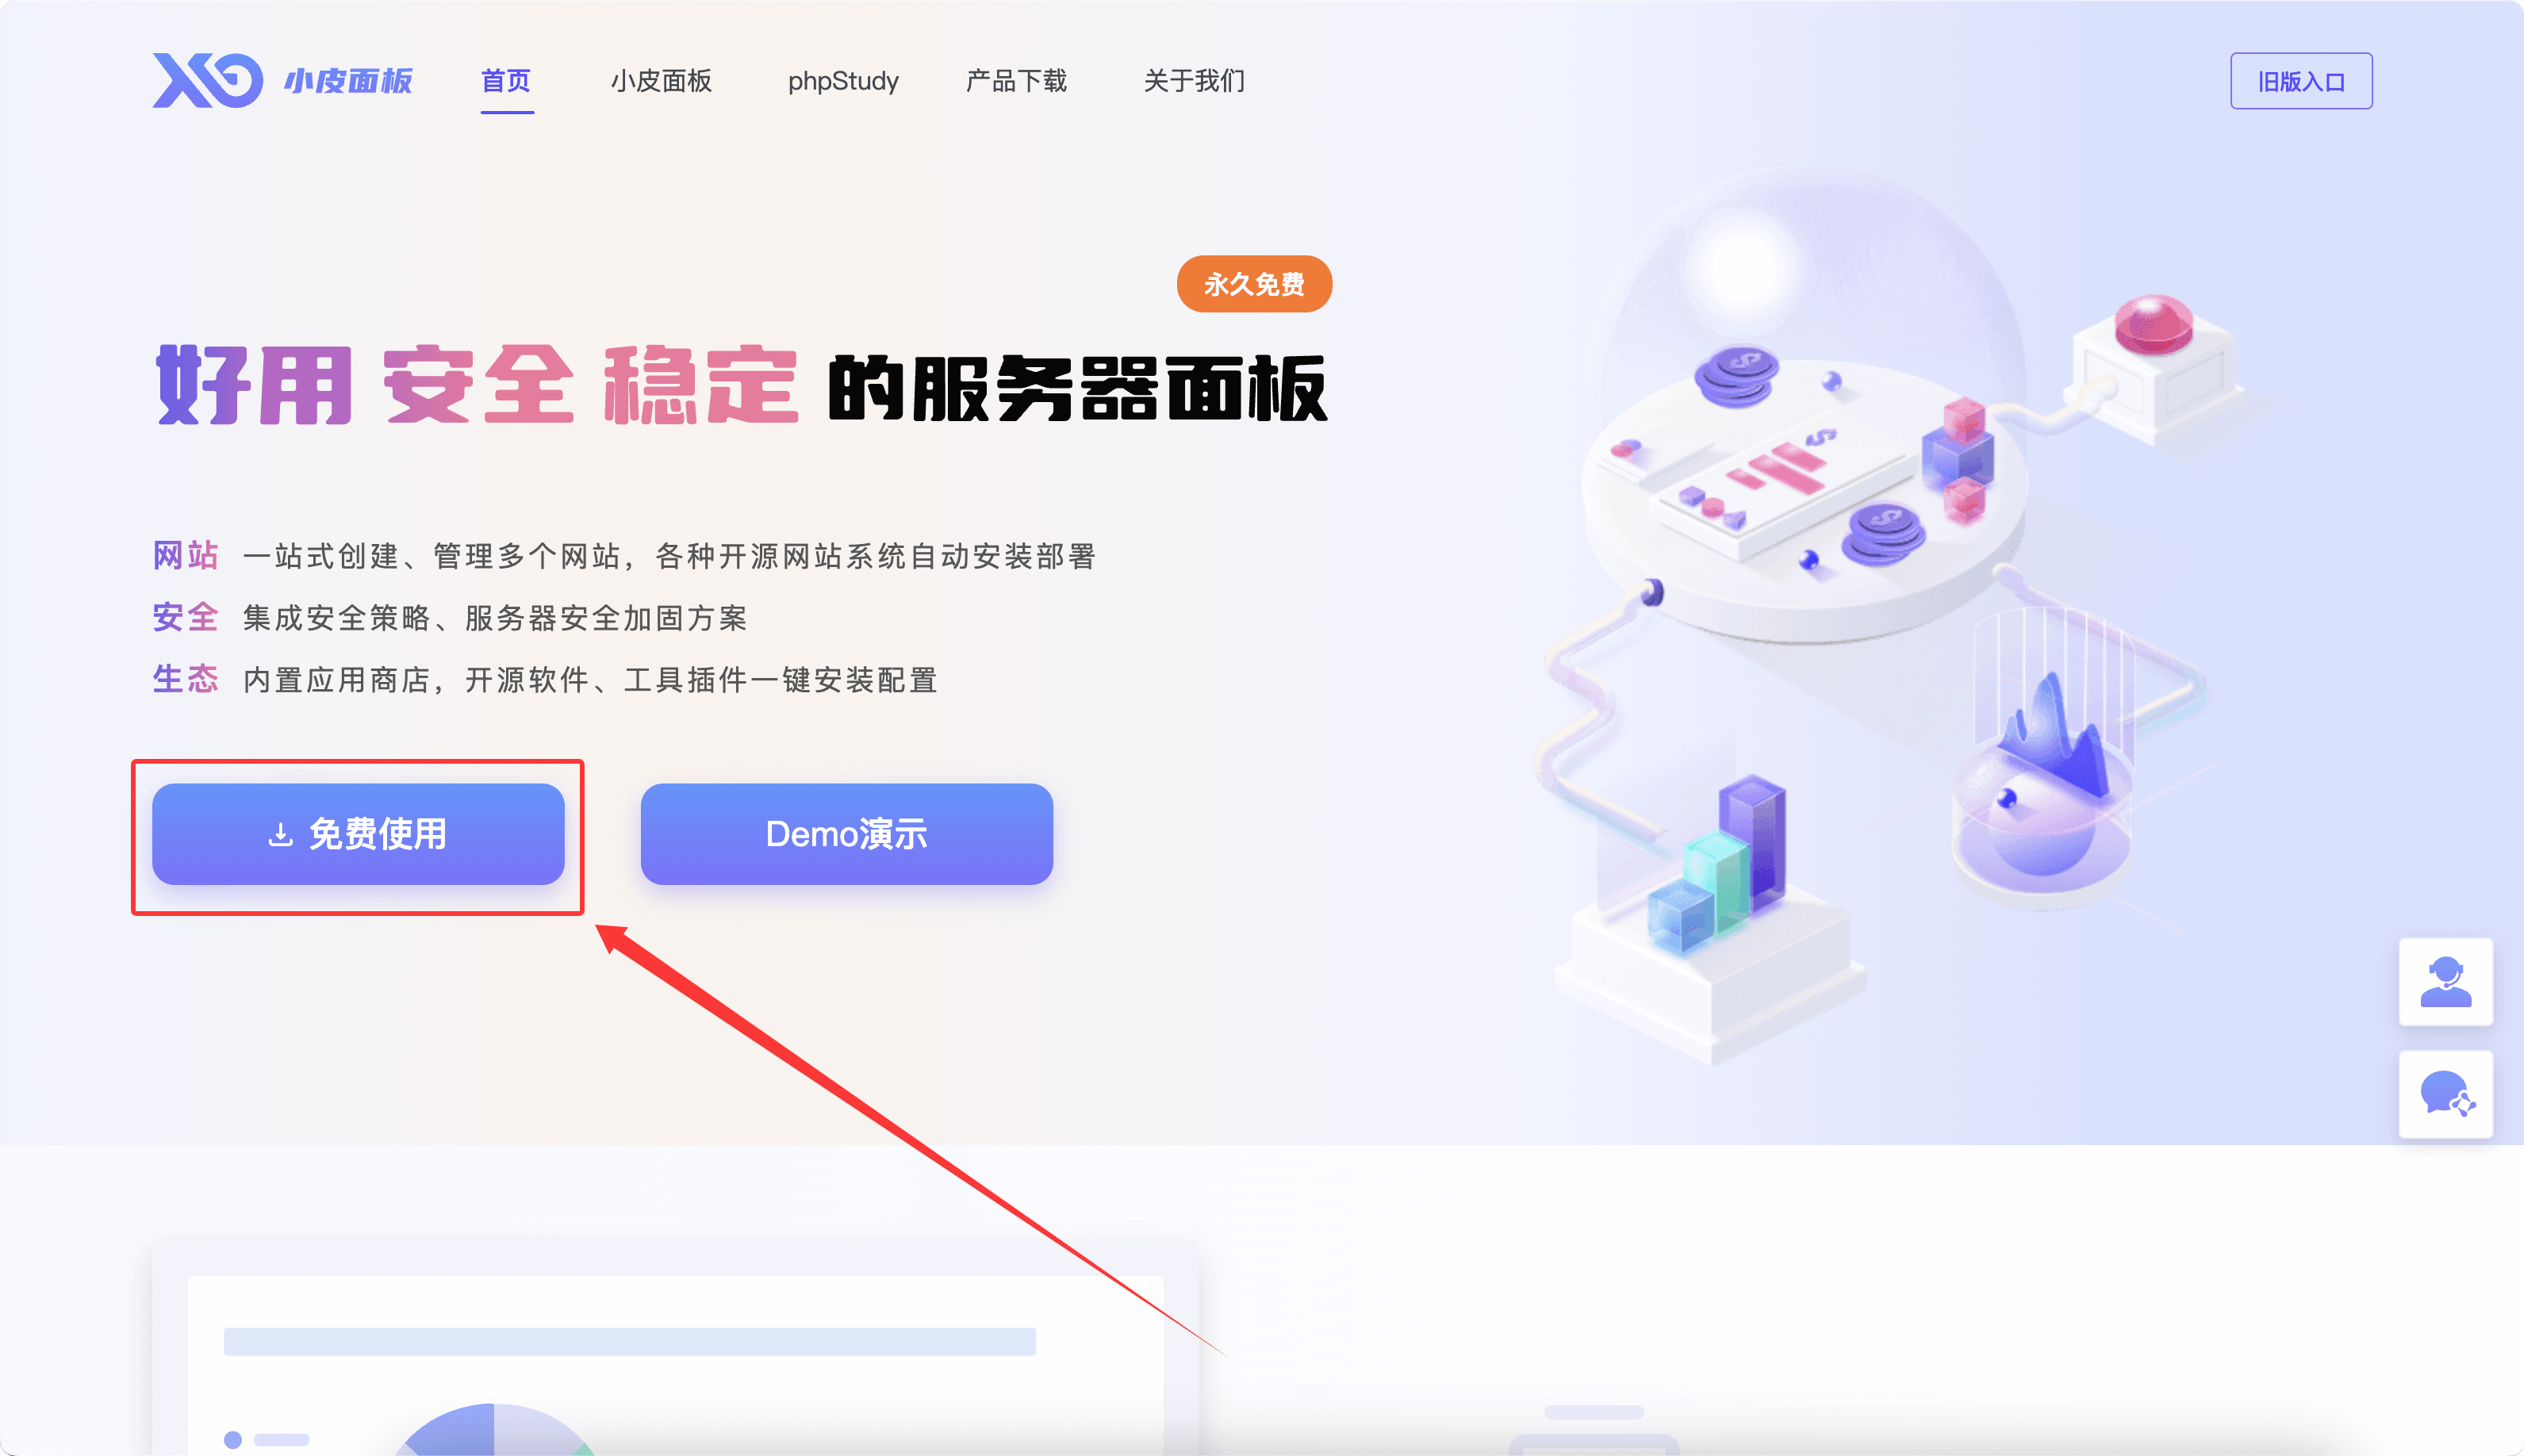 小皮面板 首页 小皮面板 phpStudy 产品下载 关于我们 旧版入口
永久免费
好用 安全 稳定 的服务器面板
网站 一站式创建、管理多个网站，各种开源网站系统自动安装部署
安全 集成安全策略、服务器安全加固方案
生态 内置应用商店，开源软件、工具插件一键安装配置
免费使用 Demo演示